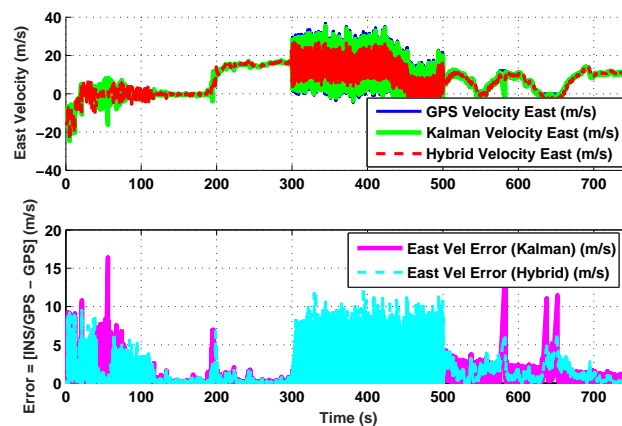 40
20
0
−20
−40
0 100 200 300 400 500 600 700
East Velocity (m/s)
GPS Velocity East (m/s)
Kalman Velocity East (m/s)
Hybrid Velocity East (m/s)
20
15
10
5
0
0 100 200 300 400 500 600 700
Error = [INS/GPS − GPS] (m/s)
East Vel Error (Kalman) (m/s)
East Vel Error (Hybrid) (m/s)
Time (s)